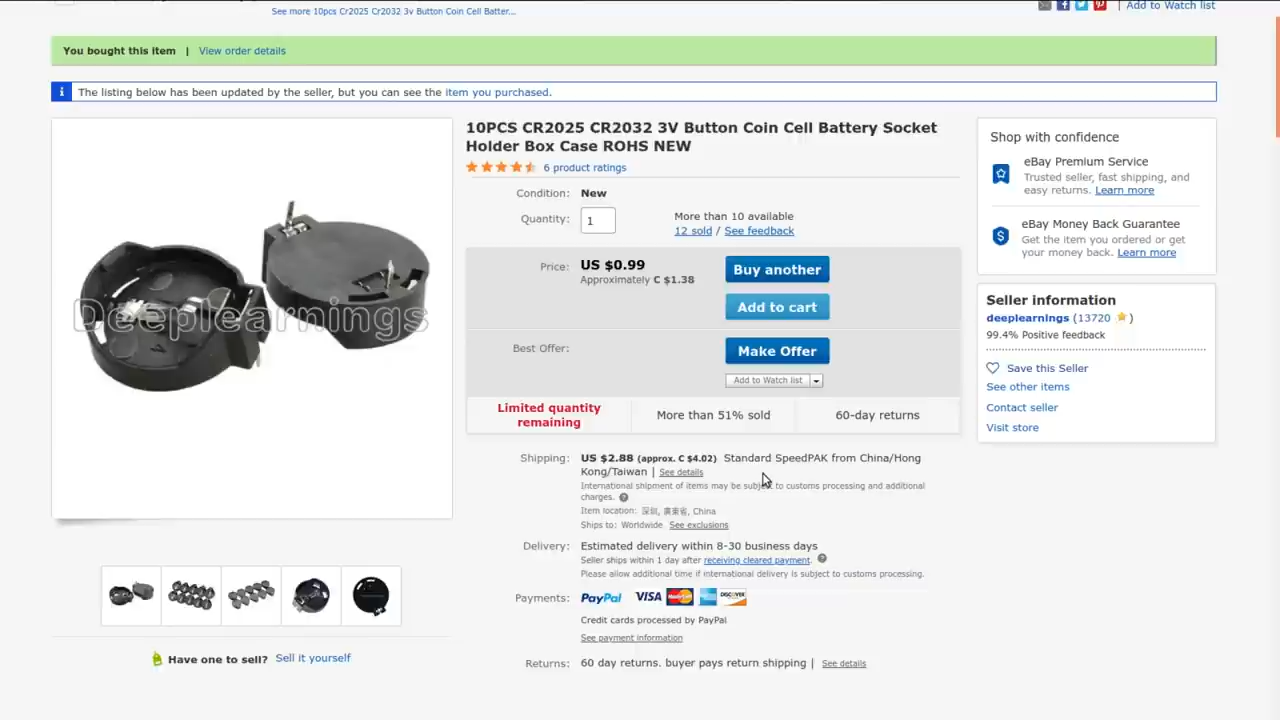 See more 10pcs Cr2025 Cr2032 3v Button Coin Cell Batter...
Add to Watch list
You bought this item | View order details
The listing below has been updated by the seller, but you can see the item you purchased.
Deeplearnings
Have one to sell? Sell it yourself
10PCS CR2025 CR2032 3V Button Coin Cell Battery Socket
Holder Box Case ROHS NEW
6 product ratings
Condition: New
Quantity: 1
More than 10 available
12 sold / See feedback
Price: US $0.99
Approximately C $1.38
Buy another
Add to cart
Best Offer:
Make Offer
Add to Watch list
Limited quantity
remaining
More than 51% sold
60-day returns
Shipping: US $2.88 (approx. C $4.02) Standard SpeedPAK from China/Hong
Kong/Taiwan | See details
International shipment of items may be subject to customs processing and additional
charges.
Item location: 深圳, 廣東省, China
Ships to: Worldwide See exclusions
Delivery: Estimated delivery within 8-30 business days
Seller ships within 1 day after receiving cleared payment.
Please allow additional time if international delivery is subject to customs processing.
Payments: PayPal VISA MasterCard DISCOVER
Credit cards processed by PayPal
See payment information
Returns: 60 day returns. buyer pays return shipping | See details
Shop with confidence
eBay Premium Service
Trusted seller, fast shipping, and
easy returns. Learn more
eBay Money Back Guarantee
Get the item you ordered or get
your money back. Learn more
Seller information
deeplearnings (13720)
99.4% Positive feedback
Save this Seller
See other items
Contact seller
Visit store